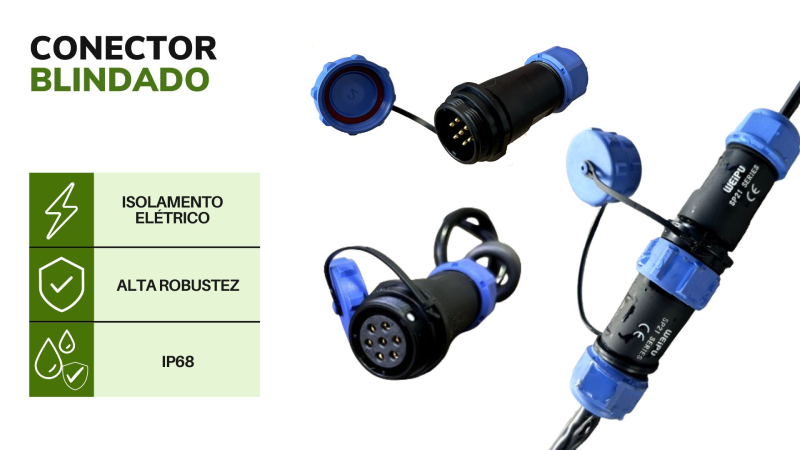 CONECTOR
BLINDADO
ISOLAMENTO
ELÉTRICO
ALTA ROBUSTEZ
IP68
WEIPU
SP21 SERIES
CE
WEIPU
SP21 SERIES
CE